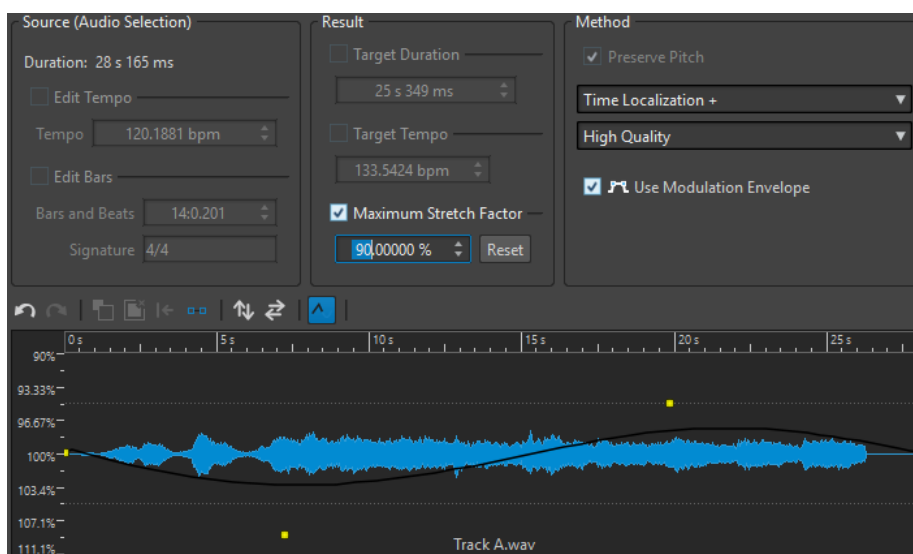 Source (Audio Selection)
Duration: 28 s 165 ms
Edit Tempo
Tempo 120.1881 bpm
Edit Bars
Bars and Beats 14:0.201
Signature 4/4
Result
Target Duration
25 s 349 ms
Target Tempo
133.5424 bpm
Maximum Stretch Factor
90.00000 % Reset
Method
Preserve Pitch
Time Localization +
High Quality
Use Modulation Envelope
0 s 5 s 10 s 15 s 20 s 25 s
90%
93.33%
96.67%
100%
103.4%
107.1%
111.1%
Track A.wav